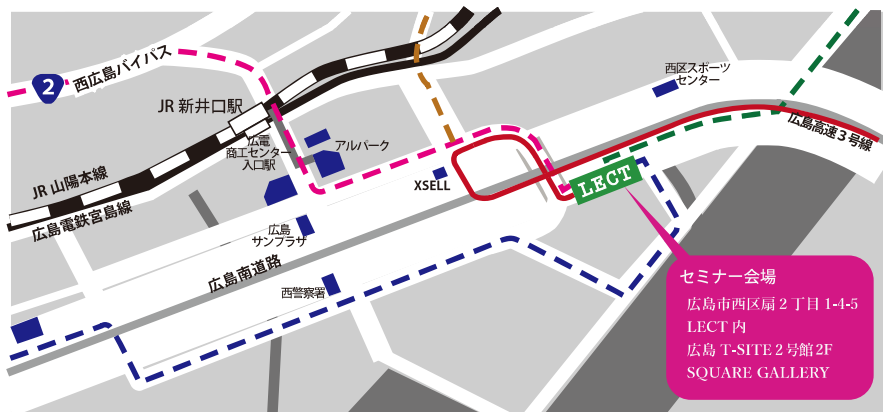 2
西広島バイパス
JR 新井口駅
広電
商工センター
入口駅
アルパーク
西区スポーツ
センター
広島高速3号線
JR 山陽本線
広島電鉄宮島線
XSELL
LECT
広島
サンプラザ
広島南道路
西警察署
セミナー会場
広島市西区扇2丁目1-4-5
LECT 内
広島 T-SITE 2号館2F
SQUARE GALLERY